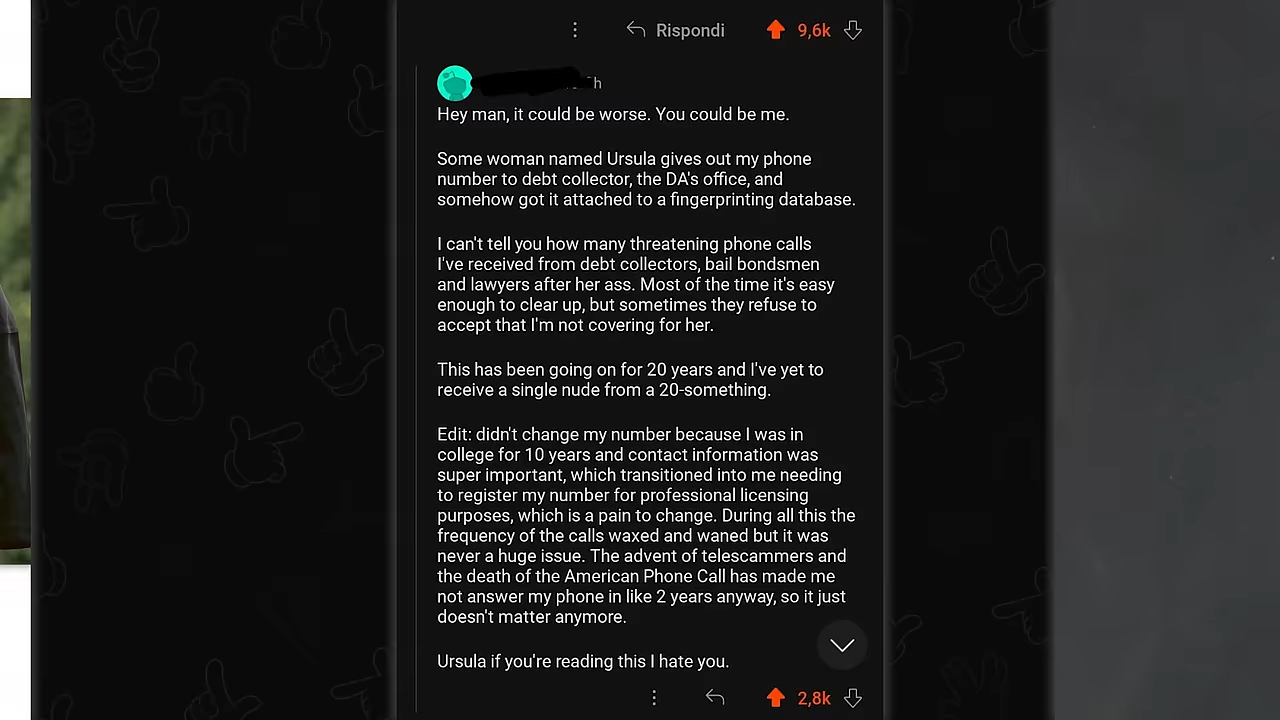 Rispondi 9,6k
h
Hey man, it could be worse. You could be me.
Some woman named Ursula gives out my phone
number to debt collector, the DA's office, and
somehow got it attached to a fingerprinting database.
I can't tell you how many threatening phone calls
I've received from debt collectors, bail bondsmen
and lawyers after her ass. Most of the time it's easy
enough to clear up, but sometimes they refuse to
accept that I'm not covering for her.
This has been going on for 20 years and I've yet to
receive a single nude from a 20-something.
Edit: didn't change my number because I was in
college for 10 years and contact information was
super important, which transitioned into me needing
to register my number for professional licensing
purposes, which is a pain to change. During all this the
frequency of the calls waxed and waned but it was
never a huge issue. The advent of telescammers and
the death of the American Phone Call has made me
not answer my phone in like 2 years anyway, so it just
doesn't matter anymore.
Ursula if you're reading this I hate you.
2,8k